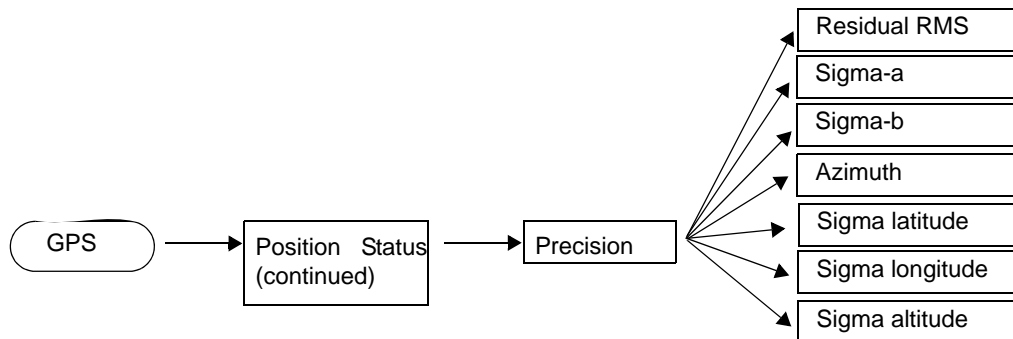 GPS
Position Status
(continued)
Precision
Residual RMS
Sigma-a
Sigma-b
Azimuth
Sigma latitude
Sigma longitude
Sigma altitude